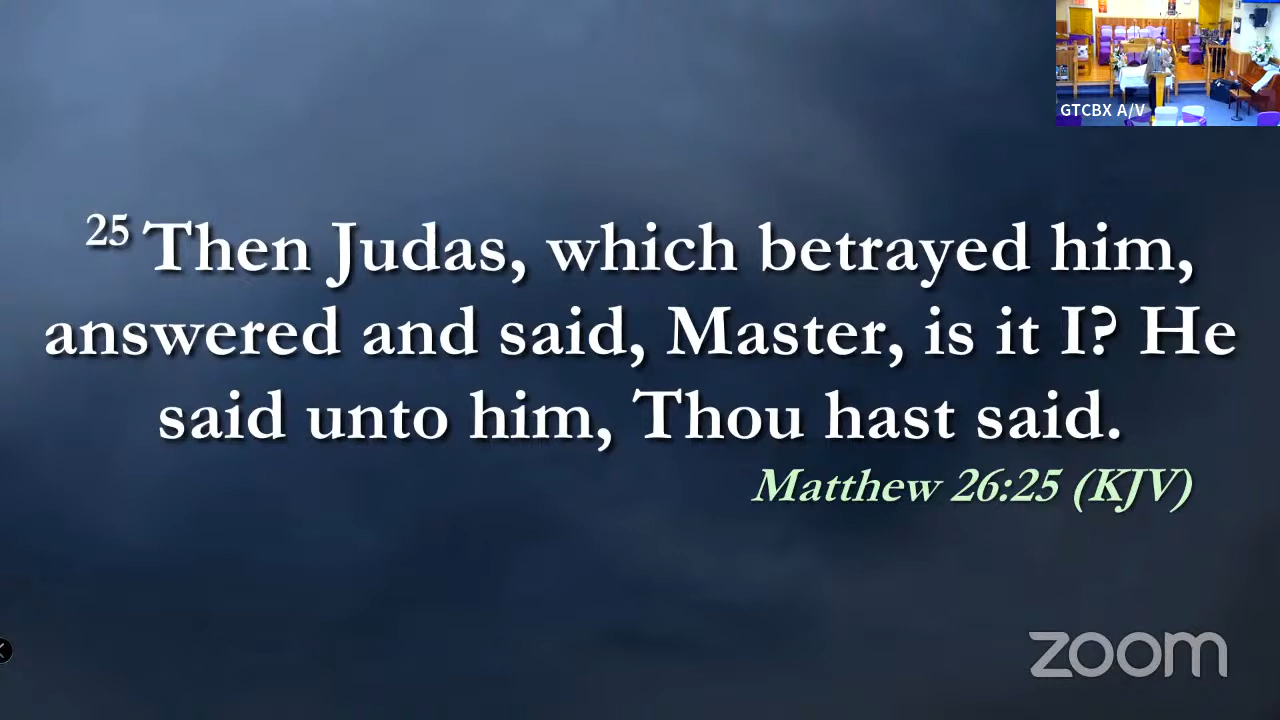 GTCBX A/V
25 Then Judas, which betrayed him,
answered and said, Master, is it I? He
said unto him, Thou hast said.
Matthew 26:25 (KJV)
zoom